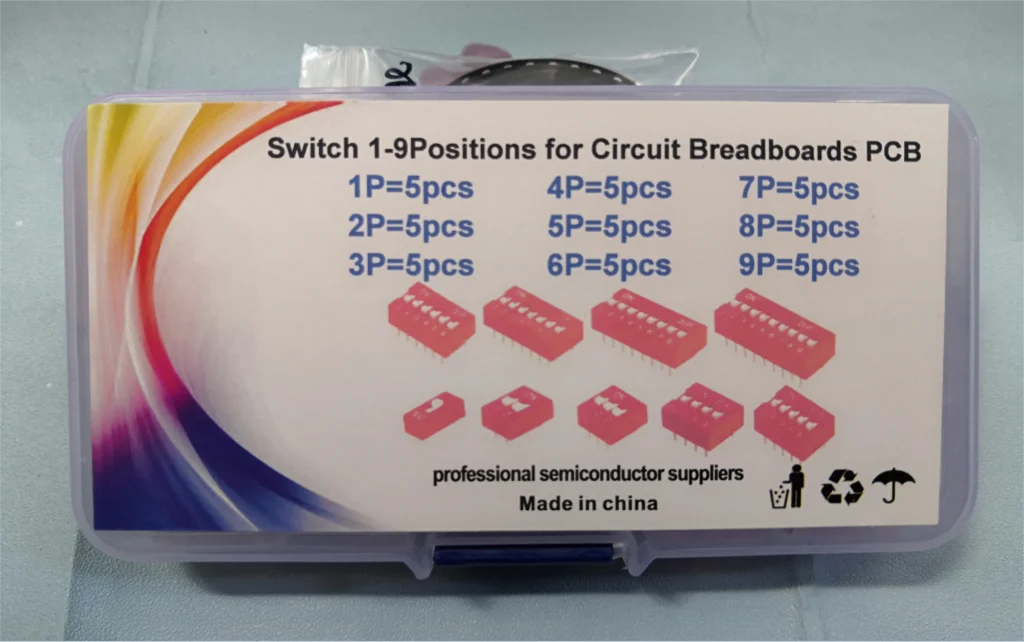 Switch 1-9Positions for Circuit Breadboards PCB
1P=5pcs 4P=5pcs 7P=5pcs
2P=5pcs 5P=5pcs 8P=5pcs
3P=5pcs 6P=5pcs 9P=5pcs
professional semiconductor suppliers
Made in china